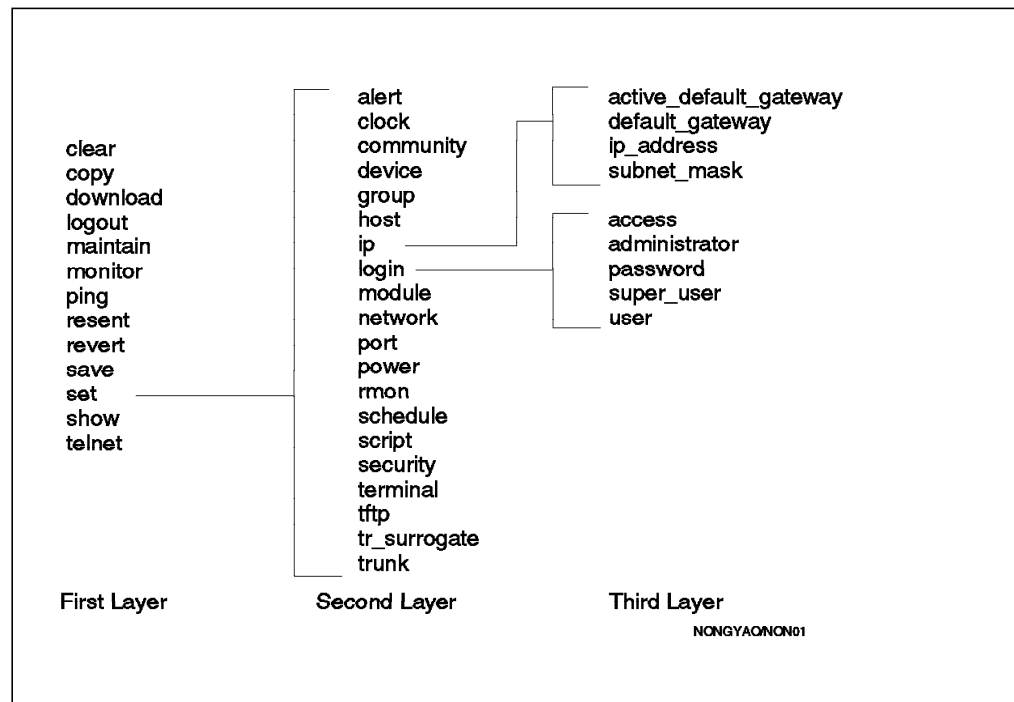 clear
copy
download
logout
maintain
monitor
ping
resent
revert
save
set
show
telnet
First Layer
alert
clock
community
device
group
host
ip
login
module
network
port
power
rmon
schedule
script
security
terminal
tftp
tr_surrogate
trunk
Second Layer
active_default_gateway
default_gateway
ip_address
subnet_mask
access
administrator
password
super_user
user
Third Layer
NONGYAO/NON01